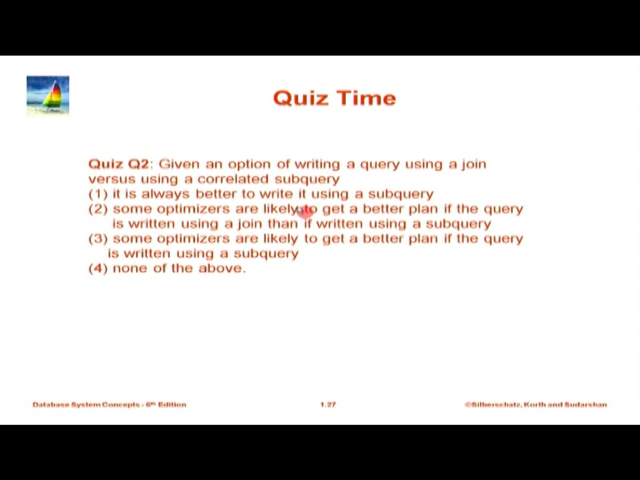 Quiz Time
Quiz Q2: Given an option of writing a query using a join
versus using a correlated subquery
(1) it is always better to write it using a subquery
(2) some optimizers are likely to get a better plan if the query
is written using a join than if written using a subquery
(3) some optimizers are likely to get a better plan if the query
is written using a subquery
(4) none of the above.
Database System Concepts - 6th Edition
1.27
©Silberschatz, Korth and Sudarshan